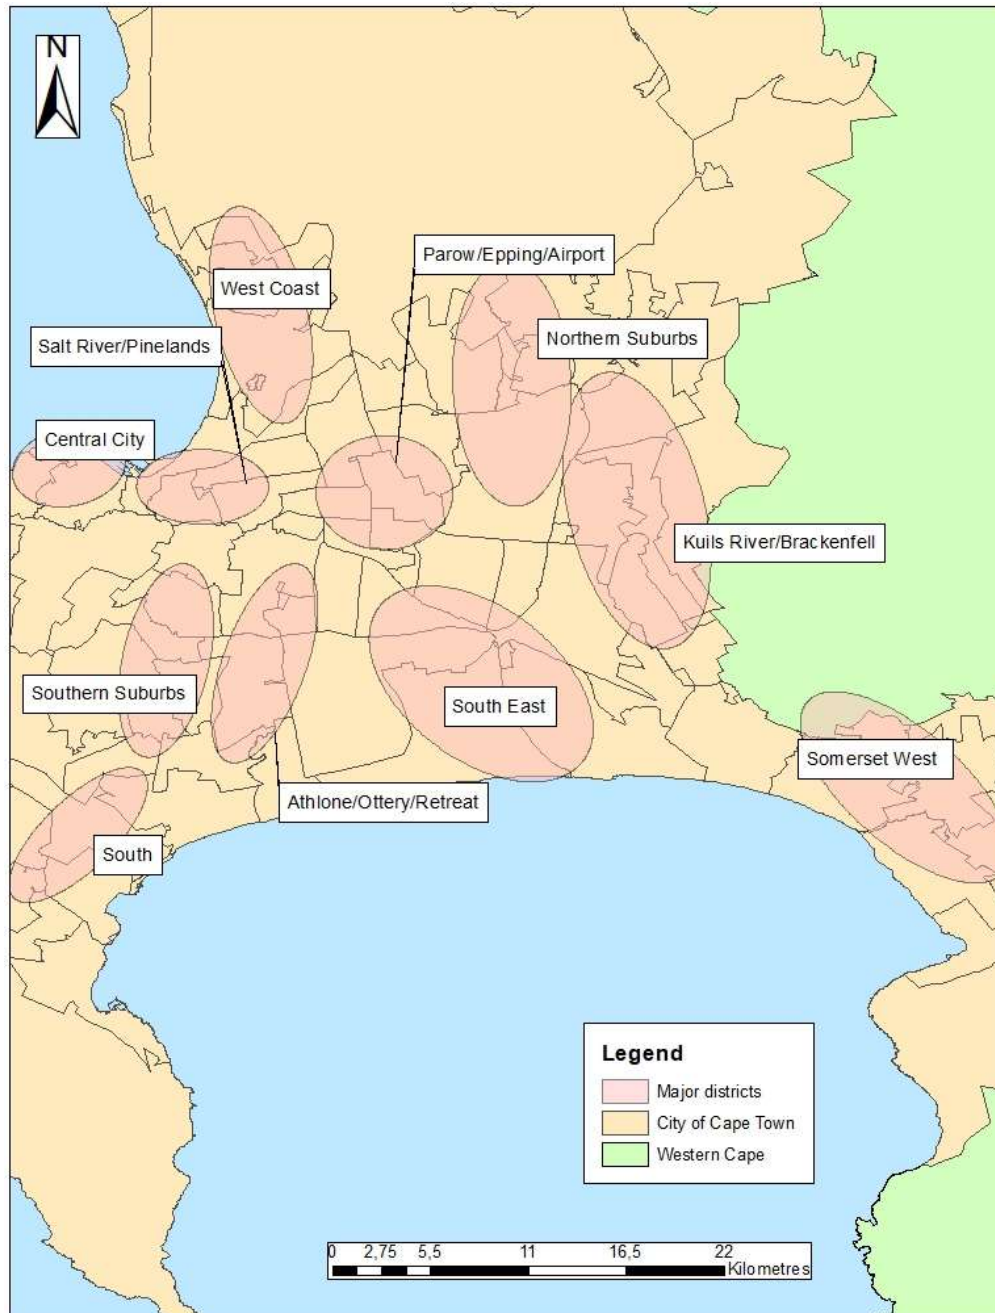 N
Parow/Epping/Airport
West Coast
Salt River/Pinelands
Northern Suburbs
Central City
Kuils River/Brackenfell
Southern Suburbs
South East
Somerset West
Athlone/Ottery/Retreat
South
Legend
Major districts
City of Cape Town
Western Cape
0 2,75 5,5 11 16,5 22
Kilometres